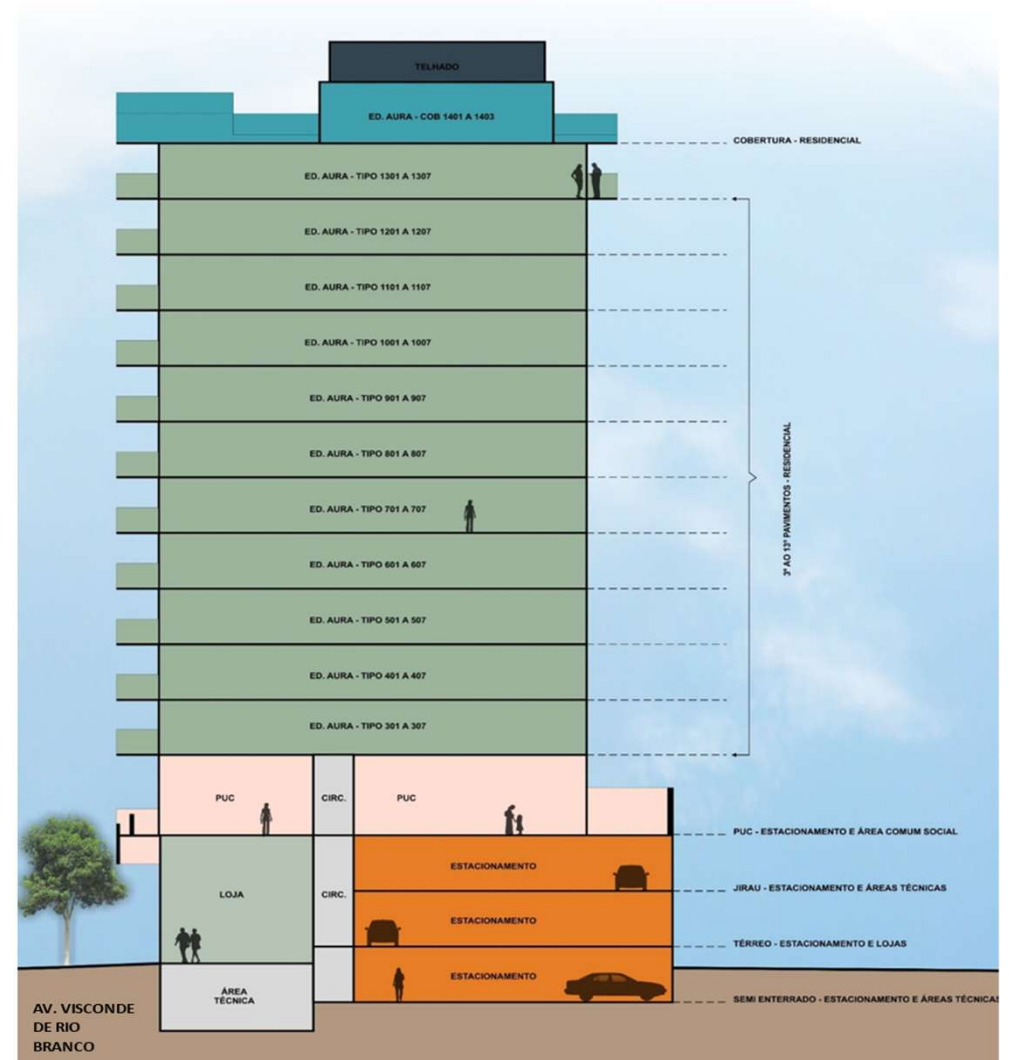 TELHADO
ED. AURA - COB 1401 A 1403
COBERTURA - RESIDENCIAL
ED. AURA - TIPO 1301 A 1307
ED. AURA - TIPO 1201 A 1207
ED. AURA - TIPO 1101 A 1107
ED. AURA - TIPO 1001 A 1007
ED. AURA - TIPO 901 A 907
ED. AURA - TIPO 801 A 807
ED. AURA - TIPO 701 A 707
ED. AURA - TIPO 601 A 607
ED. AURA - TIPO 501 A 507
ED. AURA - TIPO 401 A 407
ED. AURA - TIPO 301 A 307
3º AO 13º PAVIMENTOS - RESIDENCIAL
PUC
CIRC.
PUC
PUC - ESTACIONAMENTO E ÁREA COMUM SOCIAL
ESTACIONAMENTO
JIRAU - ESTACIONAMENTO E ÁREAS TÉCNICAS
LOJA
CIRC.
ESTACIONAMENTO
TÉRREO - ESTACIONAMENTO E LOJAS
ESTACIONAMENTO
ÁREA
TÉCNICA
SEMI ENTERRADO - ESTACIONAMENTO E ÁREAS TÉCNICAS
AV. VISCONDE
DE RIO
BRANCO